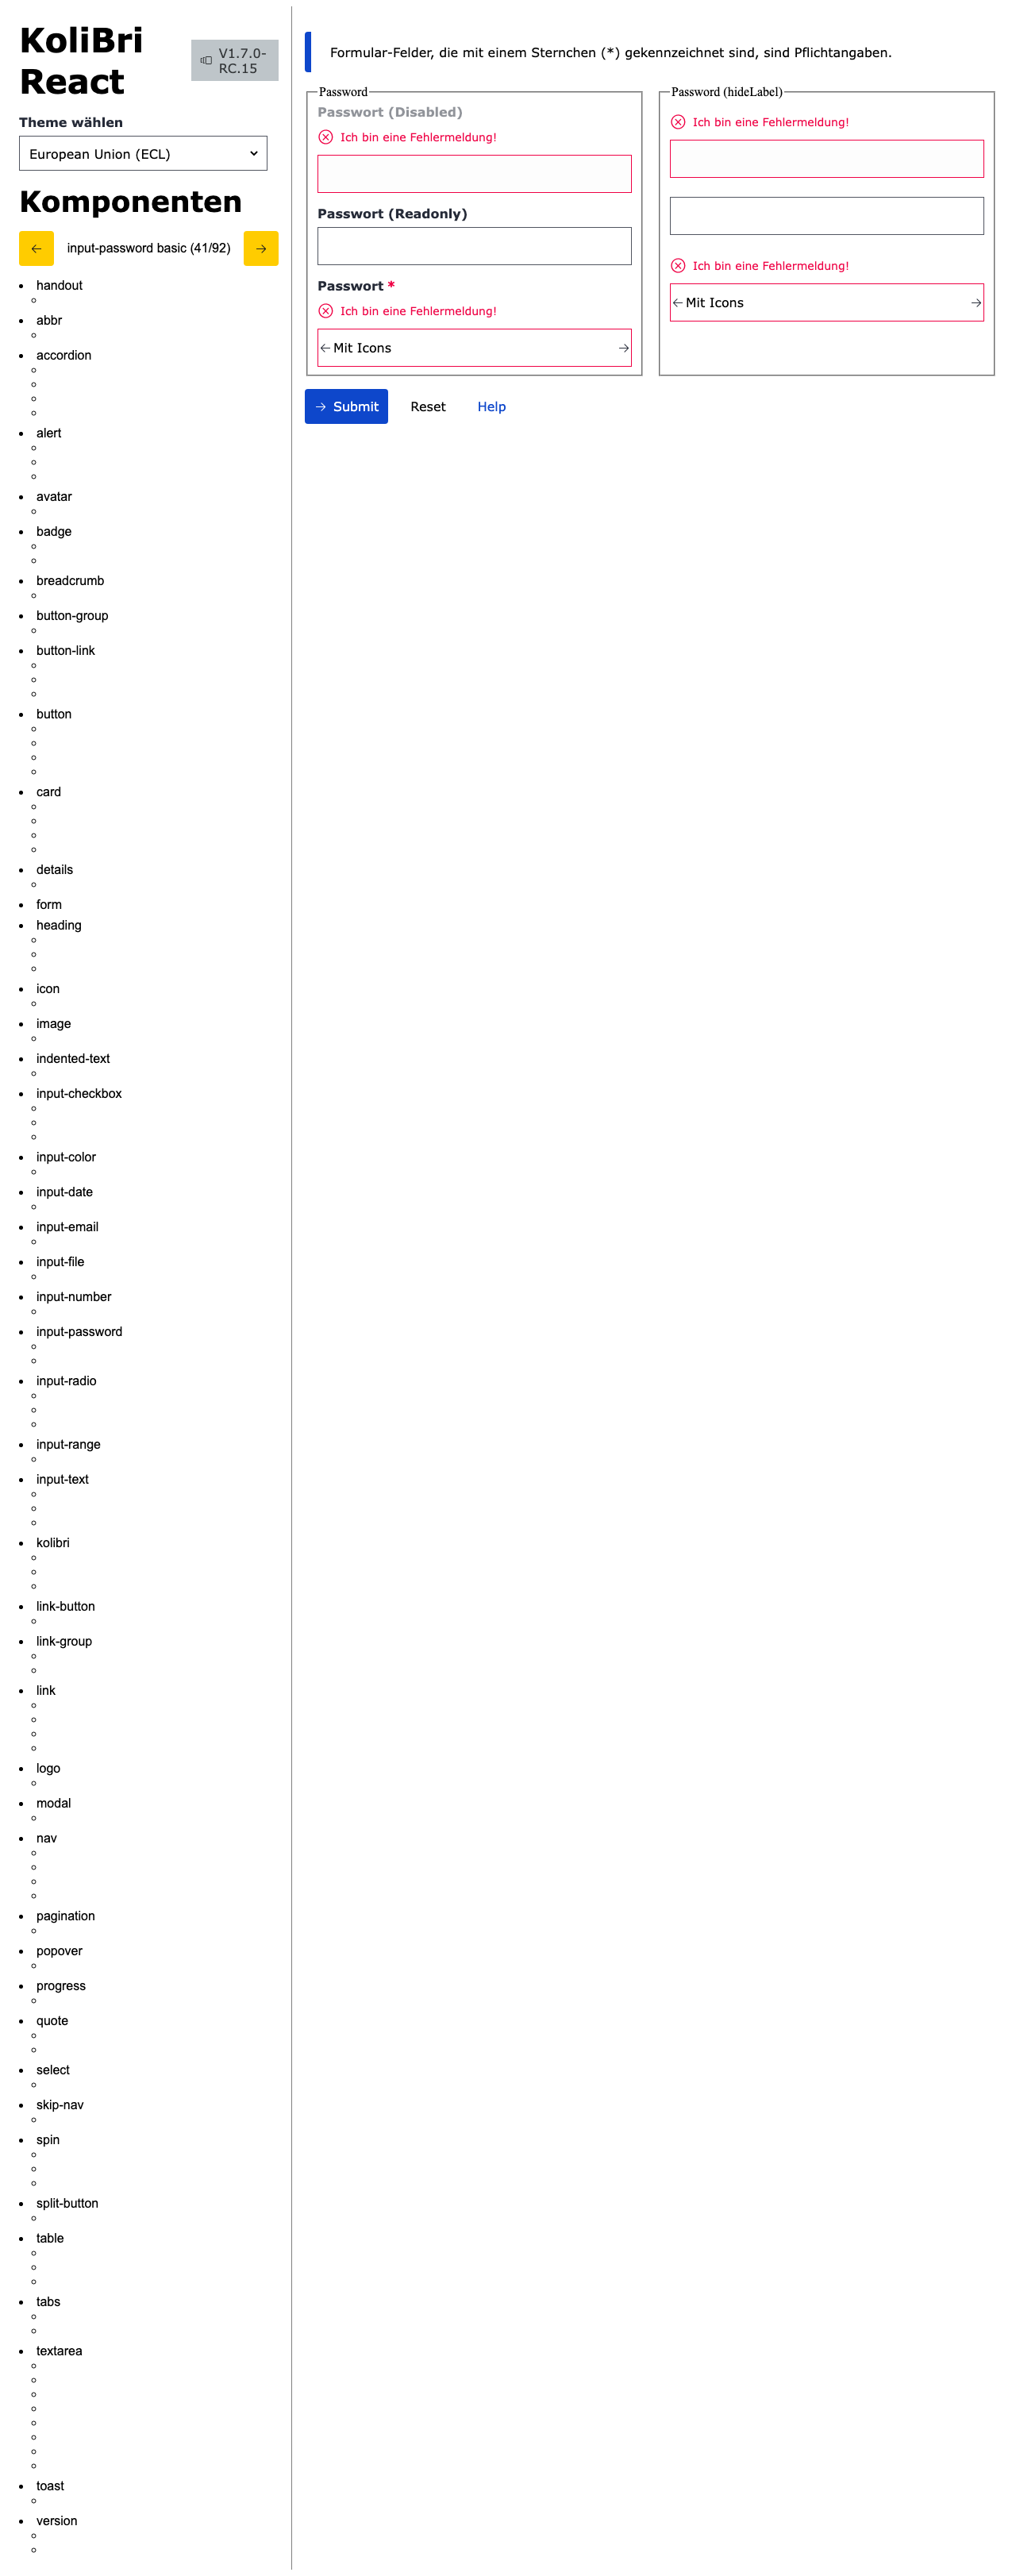 KoliBri
React
V1.7.0-
RC.15
Theme wählen
European Union (ECL)
Komponenten
input-password basic (41/92)
handout
abbr
accordion
alert
avatar
badge
breadcrumb
button-group
button-link
button
card
details
form
heading
icon
image
indented-text
input-checkbox
input-color
input-date
input-email
input-file
input-number
input-password
input-radio
input-range
input-text
kolibri
link-button
link-group
link
logo
modal
nav
pagination
popover
progress
quote
select
skip-nav
spin
split-button
table
tabs
textarea
toast
version
Formular-Felder, die mit einem Sternchen (*) gekennzeichnet sind, sind Pflichtangaben.
Password
Passwort (Disabled)
Ich bin eine Fehlermeldung!
Passwort (Readonly)
Passwort *
Ich bin eine Fehlermeldung!
Mit Icons
Password (hideLabel)
Ich bin eine Fehlermeldung!
Ich bin eine Fehlermeldung!
Mit Icons
Submit
Reset
Help